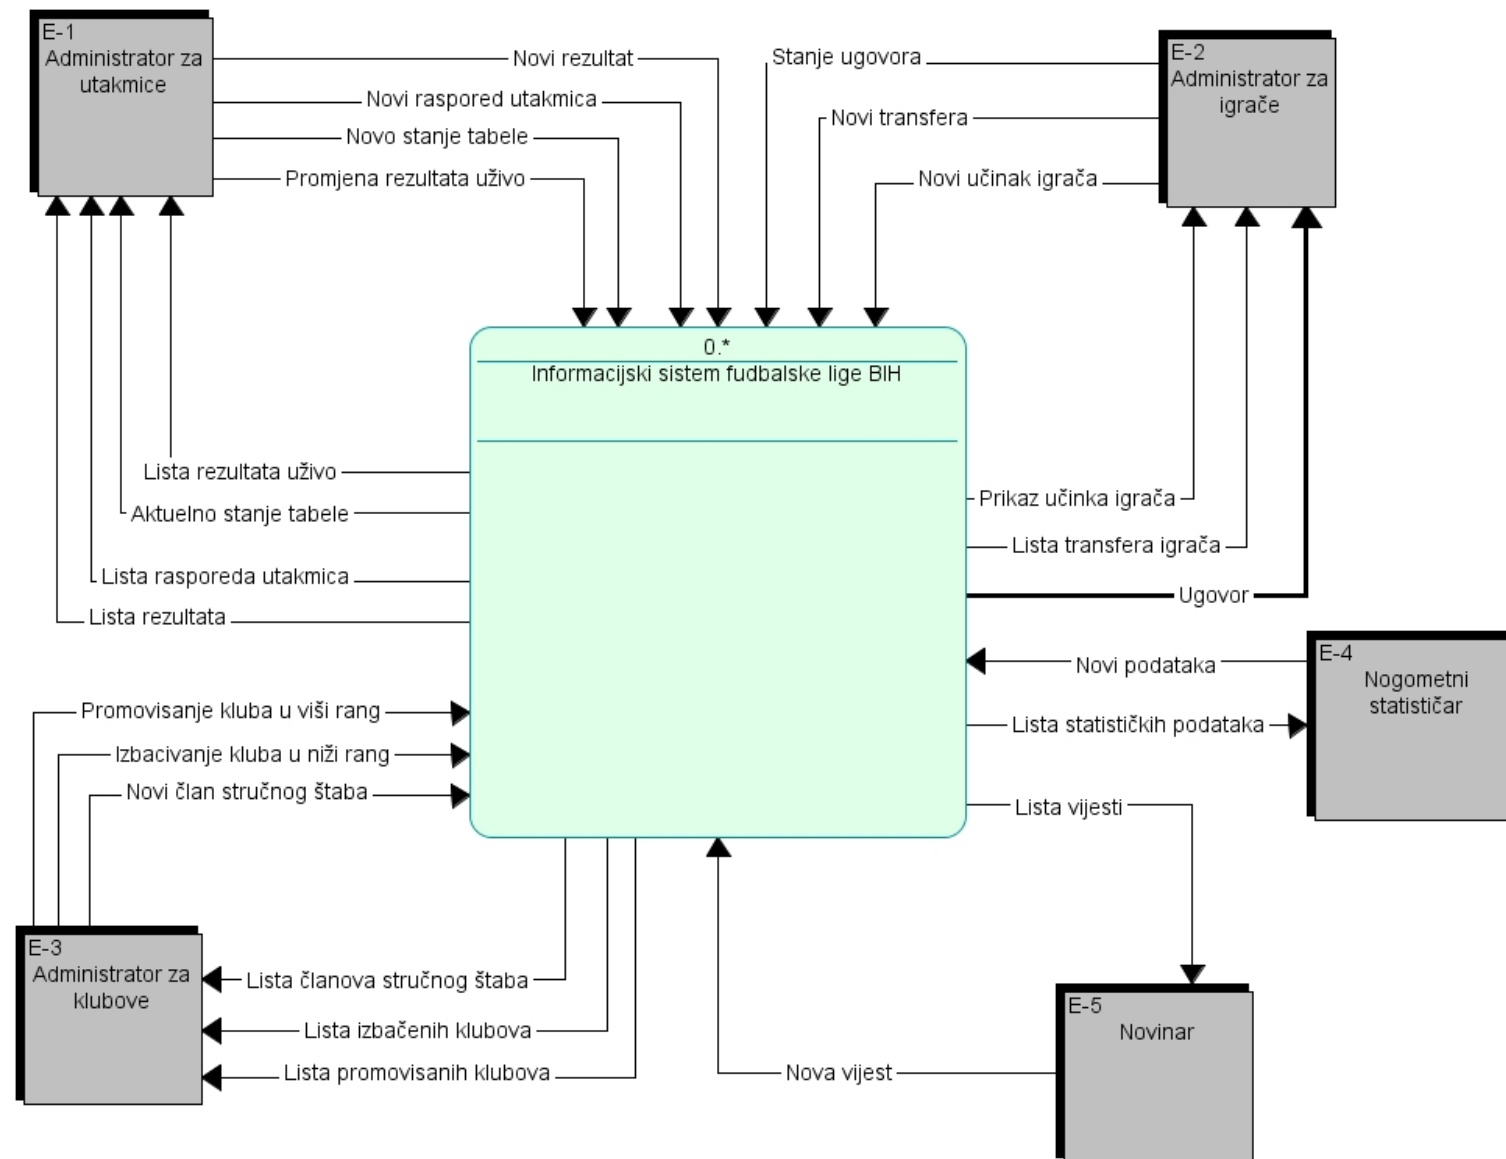 E-1
Administrator za
utakmice
Novi rezultat
Novi raspored utakmica
Novo stanje tabele
Promjena rezultata uživo
Stanje ugovora
Novi transfera
Novi učinak igrača
E-2
Administrator za
igrače
0.*
Informacijski sistem fudbalske lige BIH
Lista rezultata uživo
Aktuelno stanje tabele
Lista rasporeda utakmica
Lista rezultata
Prikaz učinka igrača
Lista transfera igrača
Ugovor
Novi podataka
Lista statističkih podataka
Lista vijesti
E-4
Nogometni
statističar
Promovisanje kluba u viši rang
Izbacivanje kluba u niži rang
Novi član stručnog štaba
E-3
Administrator za
klubove
Lista članova stručnog štaba
Lista izbačenih klubova
Lista promovisanih klubova
Nova vijest
E-5
Novinar